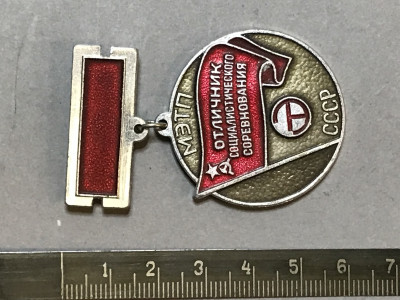 МЭТП
ОТЛИЧНИК
СОЦИАЛИСТИЧЕСКОГО
СОРЕВНОВАНИЯ
СССР
1 2 3 4 5 6 7